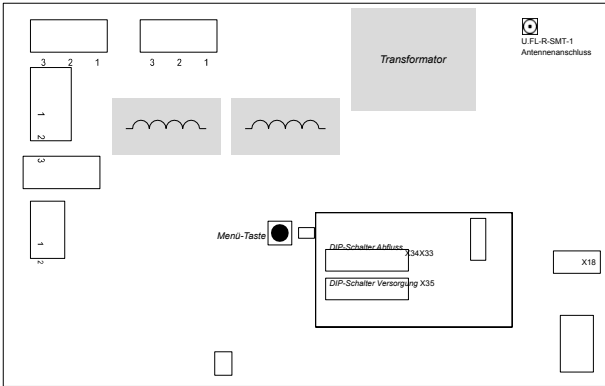 Transformator
U.FL-R-SMT-1
Antennenanschluss
3 2 1
3 2 1
1
2
3
1
2
Menü-Taste
DIP-Schalter Abfluss
X34X33
DIP-Schalter Versorgung X35
X18